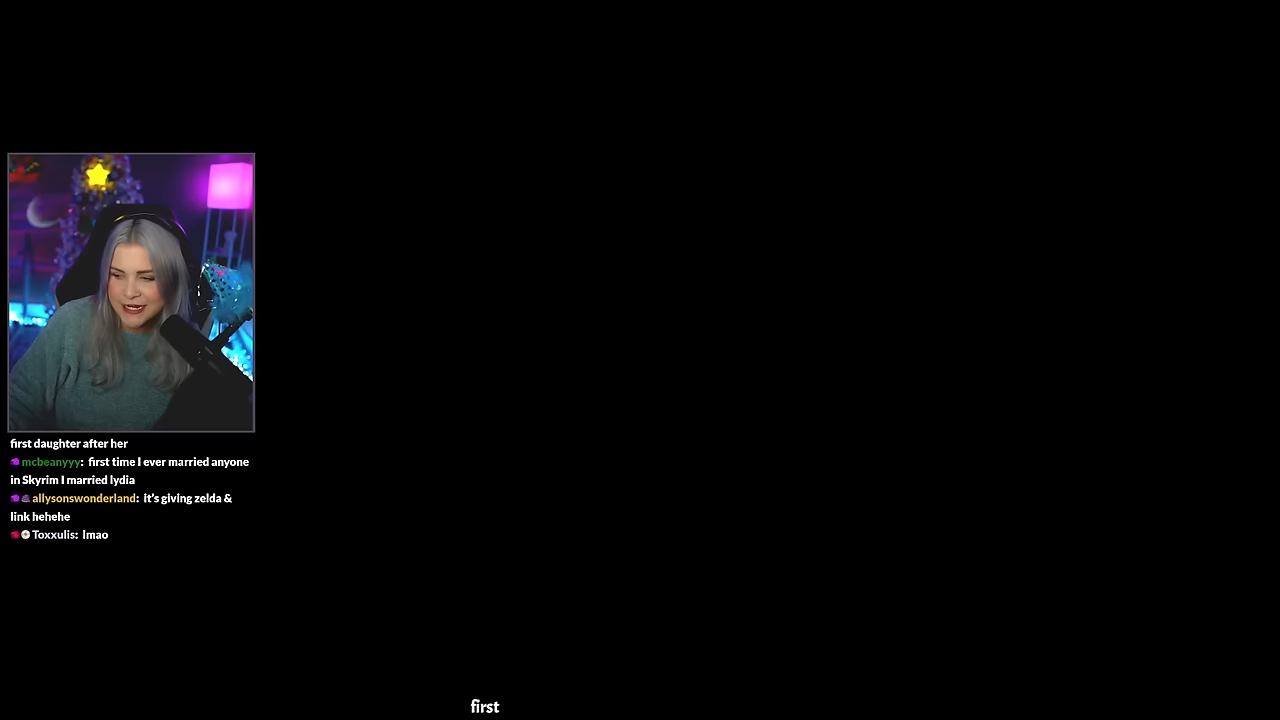 first daughter after her
mcbeanyyy: first time I ever married anyone
in Skyrim I married lydia
allysonswonderland: it's giving zelda &
link hehehe
Toxxulis: lmao
first